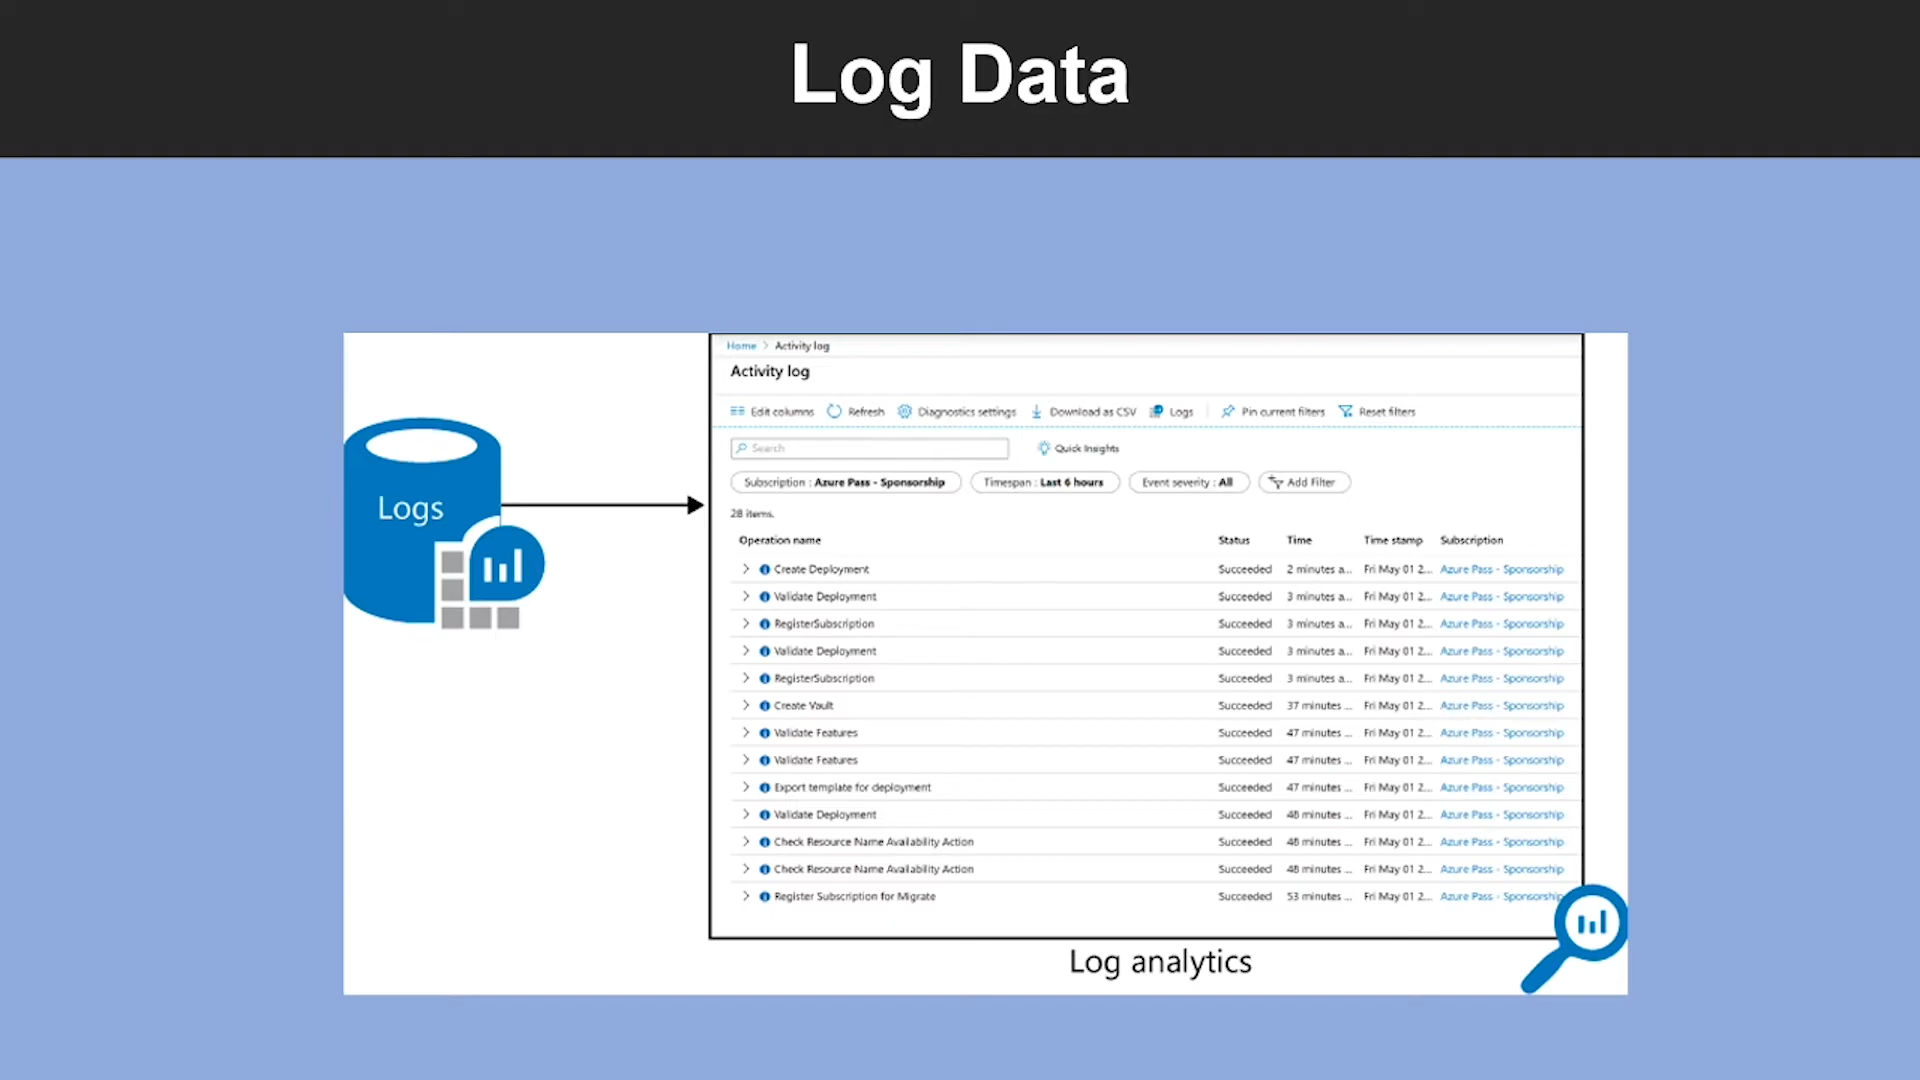 Log Data
Logs
Home > Activity log
Activity log
Edit columns Refresh Diagnostics settings Download as CSV Logs Pin current filters Reset filters
Search Quick Insights
Subscription : Azure Pass - Sponsorship Timespan : Last 6 hours Event severity : All Add Filter
28 items.
Operation name Status Time Time stamp Subscription
Create Deployment Succeeded 2 minutes a... Fri May 01 2... Azure Pass - Sponsorship
Validate Deployment Succeeded 3 minutes a... Fri May 01 2... Azure Pass - Sponsorship
RegisterSubscription Succeeded 3 minutes a... Fri May 01 2... Azure Pass - Sponsorship
Validate Deployment Succeeded 3 minutes a... Fri May 01 2... Azure Pass - Sponsorship
RegisterSubscription Succeeded 3 minutes a... Fri May 01 2... Azure Pass - Sponsorship
Create Vault Succeeded 37 minutes ... Fri May 01 2... Azure Pass - Sponsorship
Validate Features Succeeded 47 minutes ... Fri May 01 2... Azure Pass - Sponsorship
Validate Features Succeeded 47 minutes ... Fri May 01 2... Azure Pass - Sponsorship
Export template for deployment Succeeded 47 minutes ... Fri May 01 2... Azure Pass - Sponsorship
Validate Deployment Succeeded 48 minutes ... Fri May 01 2... Azure Pass - Sponsorship
Check Resource Name Availability Action Succeeded 48 minutes ... Fri May 01 2... Azure Pass - Sponsorship
Check Resource Name Availability Action Succeeded 48 minutes ... Fri May 01 2... Azure Pass - Sponsorship
Register Subscription for Migrate Succeeded 53 minutes ... Fri May 01 2... Azure Pass - Sponsorship
Log analytics